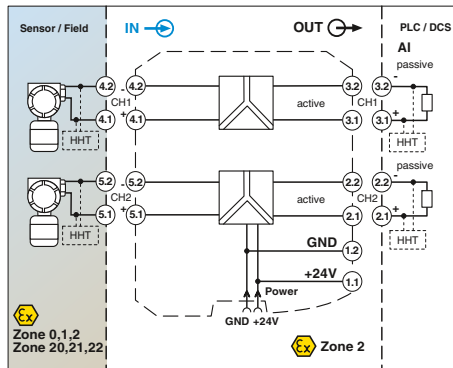 Sensor / Field IN OUT PLC / DCS
AI
passive
4.2 - 4.2 3.2 3.2 -
CH1 CH1
4.1 + 4.1 active 3.1 3.1 +
HHT HHT
passive
5.2 - 5.2 2.2 2.2 -
CH2 active CH2
5.1 + 5.1 2.1 2.1 +
HHT HHT
GND 1.2
+24V 1.1
Power
GND +24V
Ex Ex Zone 2
Zone 0,1,2
Zone 20,21,22